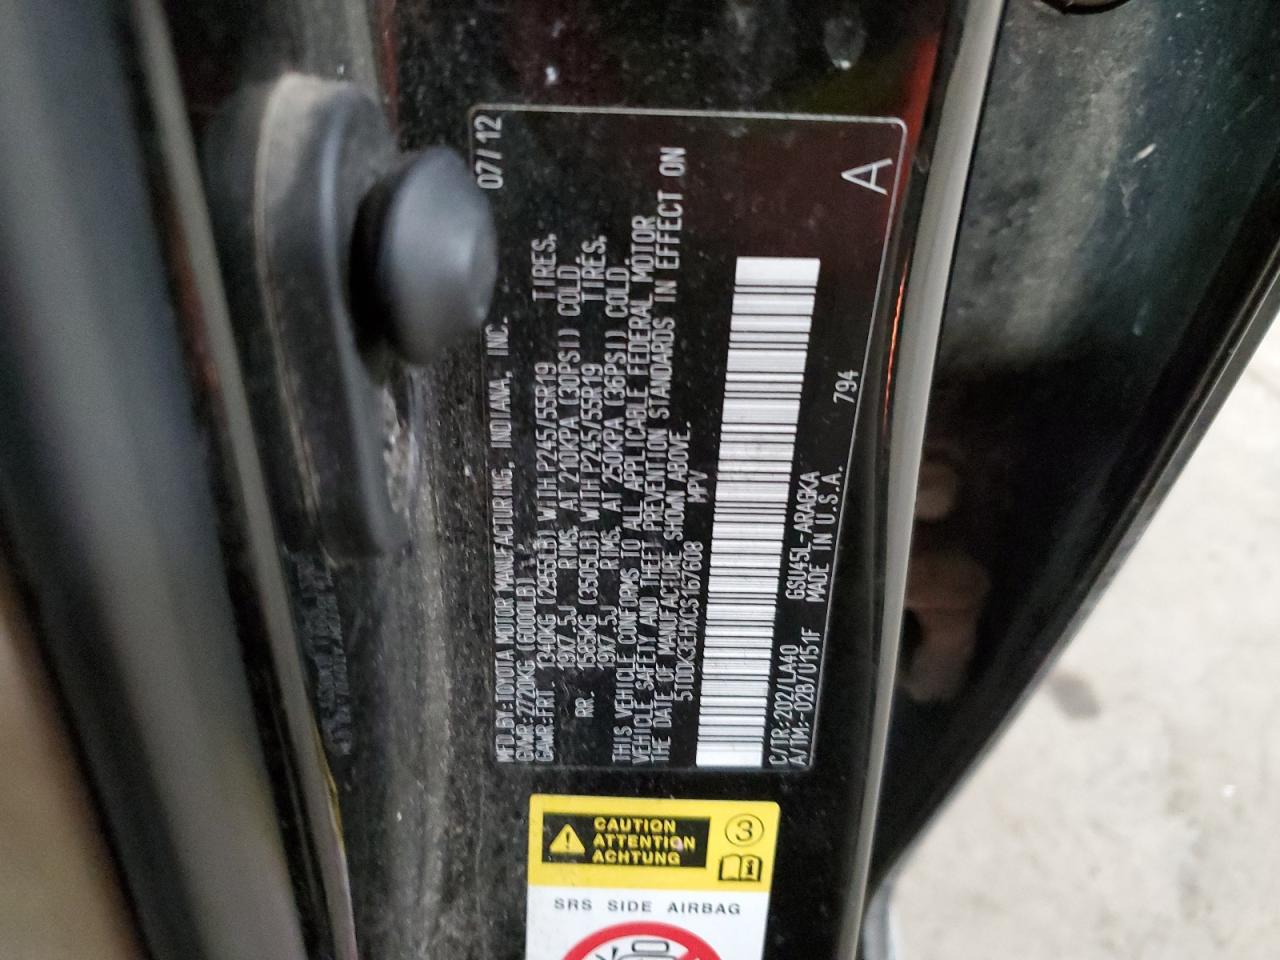 MFD.BY:TOYOTA MOTOR MANUFACTURING, INDIANA, INC. 07/12
GVWR:2720KG (6000LB)
GAWR:FRT. 1340KG (2955LB) WITH P245/55R19 TIRES,
19X7.5J RIMS, AT 210KPA (30PSI) COLD.
RR. 1585KG (3505LB) WITH P245/55R19 TIRES,
19X7.5J RIMS, AT 250KPA (36PSI) COLD.
THIS VEHICLE CONFORMS TO ALL APPLICABLE FEDERAL MOTOR
VEHICLE SAFETY AND THEFT PREVENTION STANDARDS IN EFFECT ON
THE DATE OF MANUFACTURE SHOWN ABOVE.
5TDDK3EHXCS167608 MPV
C/TR:202/LA40 GSU45L-ARAGKA
A/TM:-02B/U151F MADE IN U.S.A. 794
A
CAUTION
ATTENTION
ACHTUNG
3
SRS SIDE AIRBAG